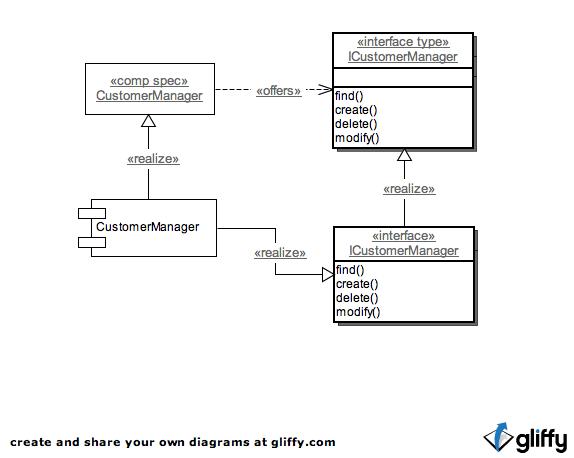 «interface type»
ICustomerManager
«comp spec»
CustomerManager
«offers»
find()
create()
delete()
modify()
«realize»
«realize»
CustomerManager
«interface»
ICustomerManager
«realize»
find()
create()
delete()
modify()
create and share your own diagrams at gliffy.com
gliffy